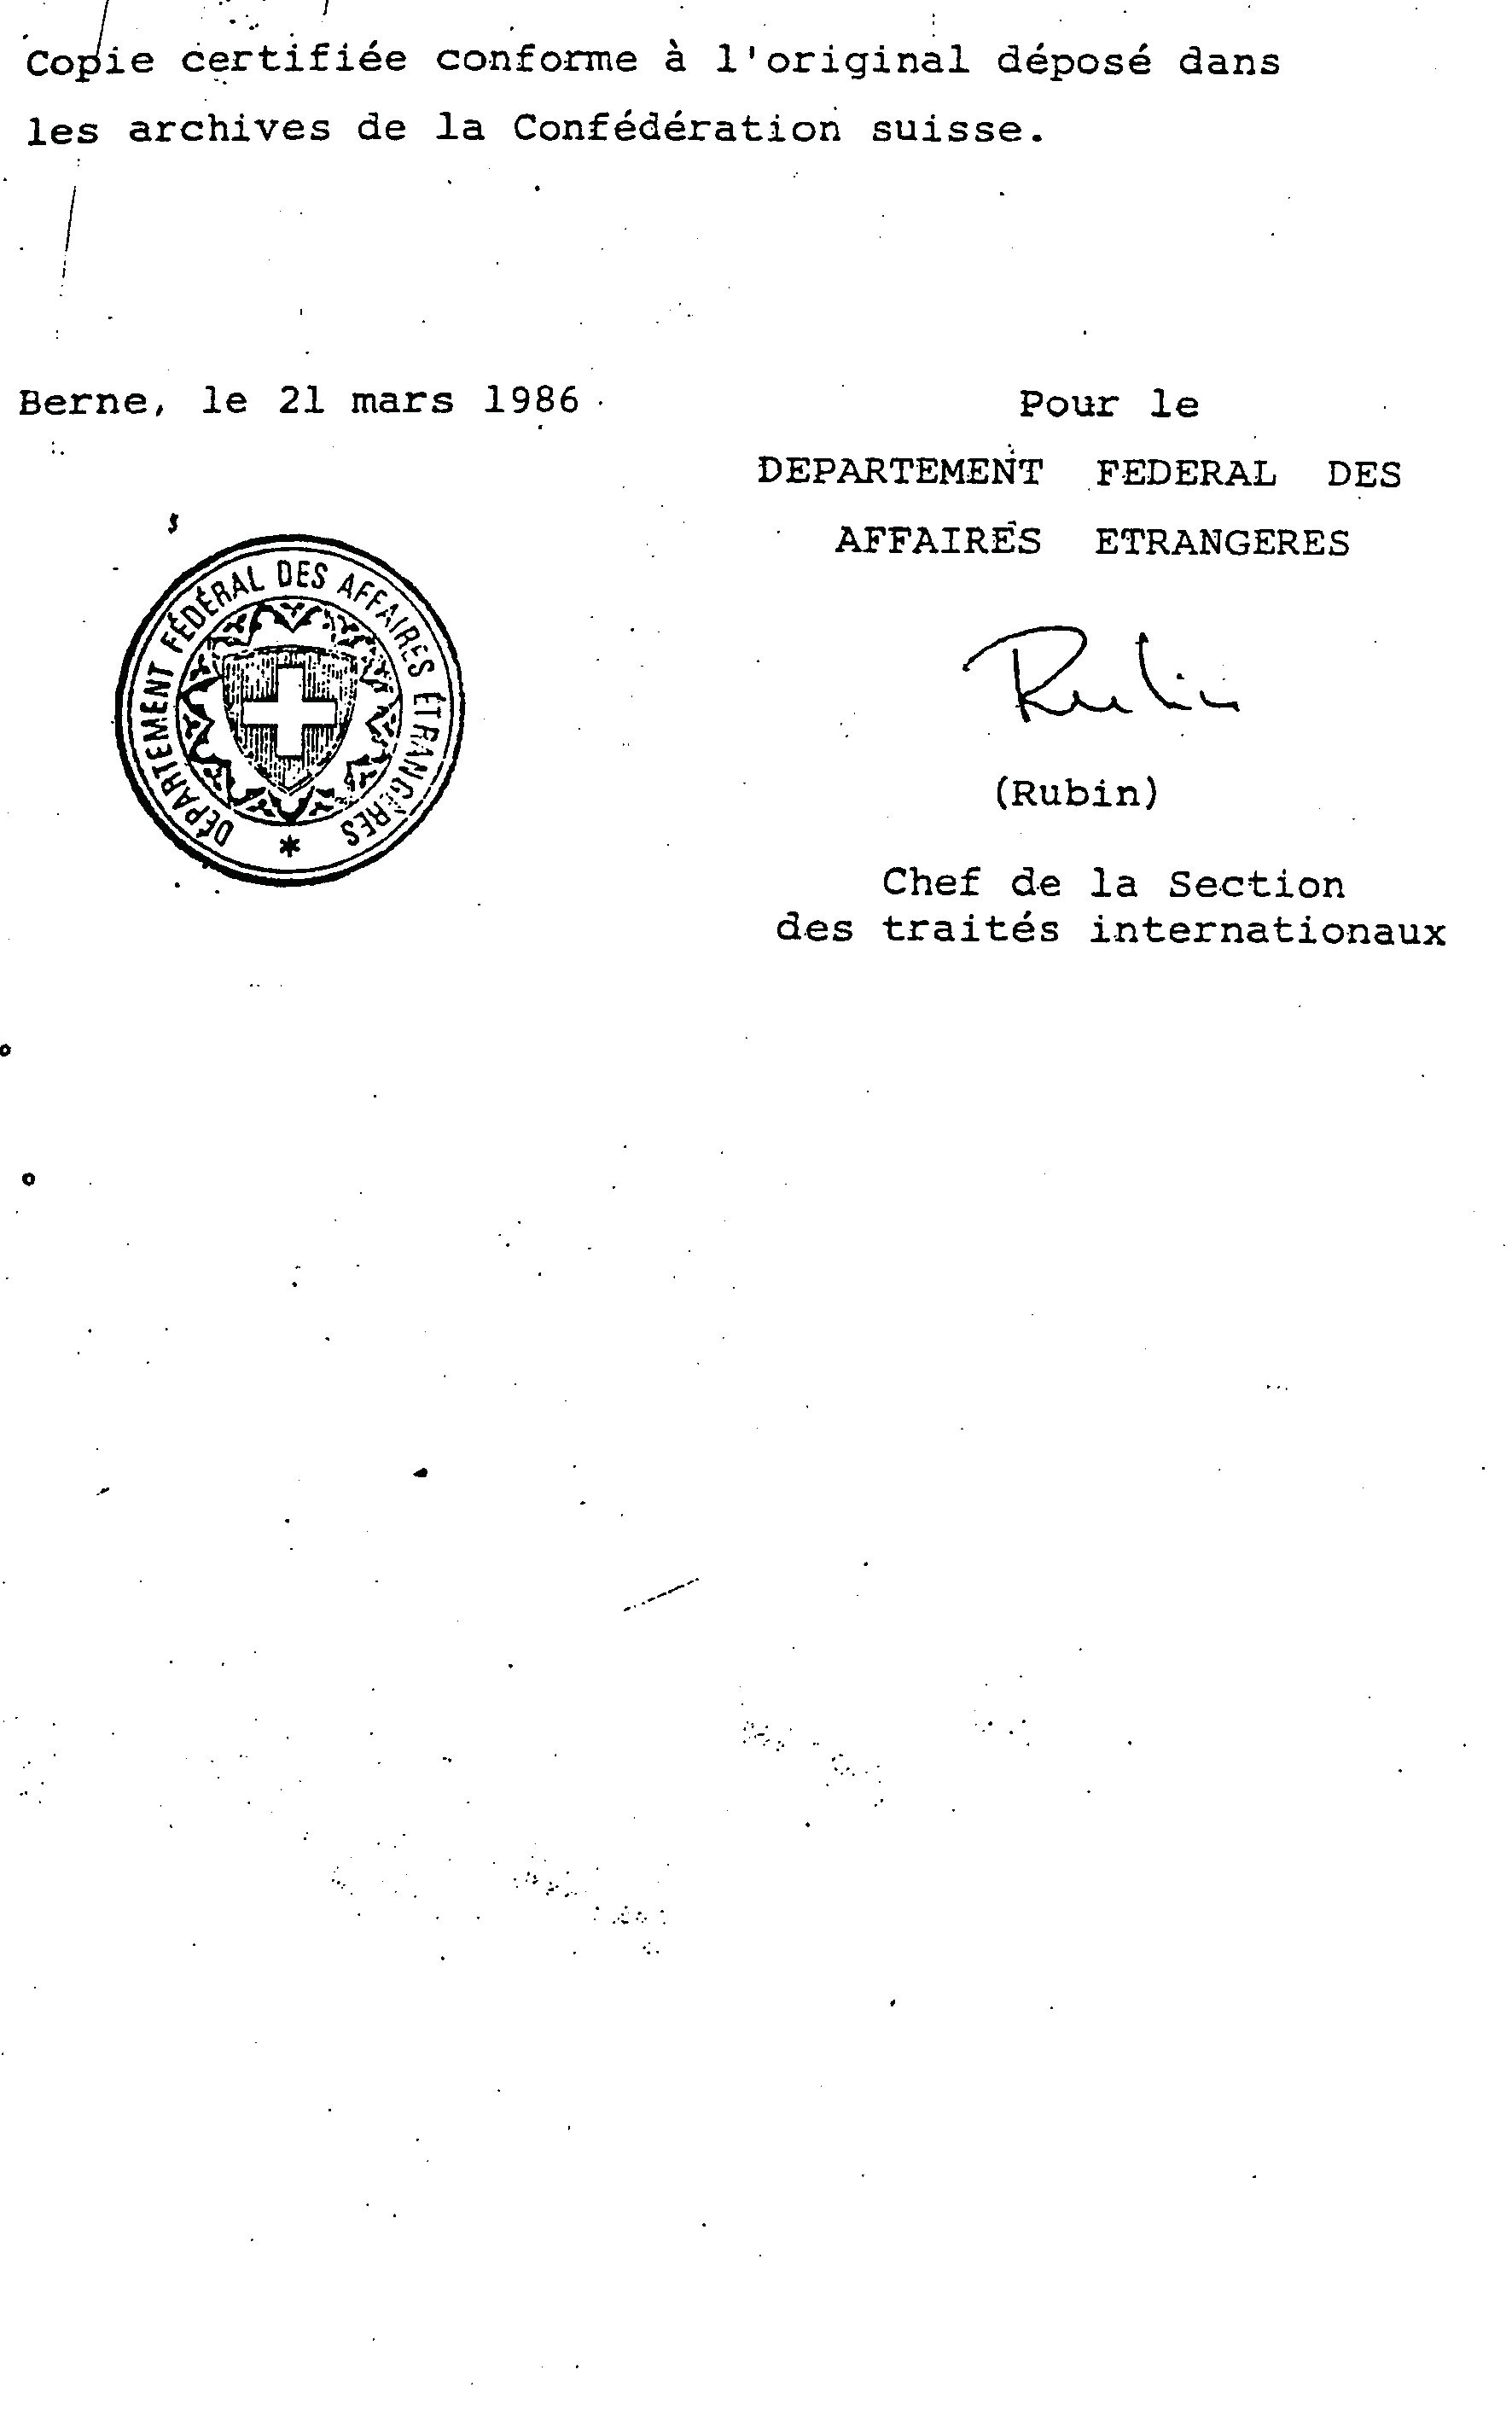 Copie certifiée conforme à l'original déposé dans
les archives de la Confédération suisse.
Berne, le 21 mars 1986
Pour le
DEPARTEMENT FEDERAL DES
AFFAIRES ETRANGERES
DÉPARTEMENT FÉDÉRAL DES AFFAIRES ÉTRANGÈRES *
Rubin
(Rubin)
Chef de la Section
des traités internationaux